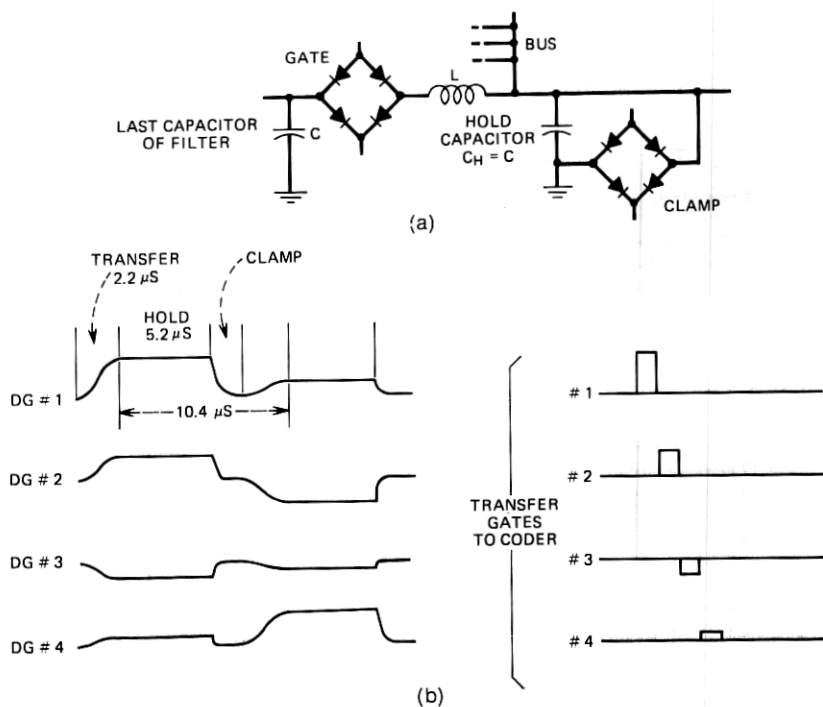 GATE
BUS
L
LAST CAPACITOR
OF FILTER
C
HOLD
CAPACITOR
C_H = C
CLAMP
(a)
TRANSFER
2.2 μS
CLAMP
HOLD
5.2 μS
10.4 μS
DG # 1
DG # 2
DG # 3
DG # 4
TRANSFER
GATES
TO CODER
# 1
# 2
# 3
# 4
(b)